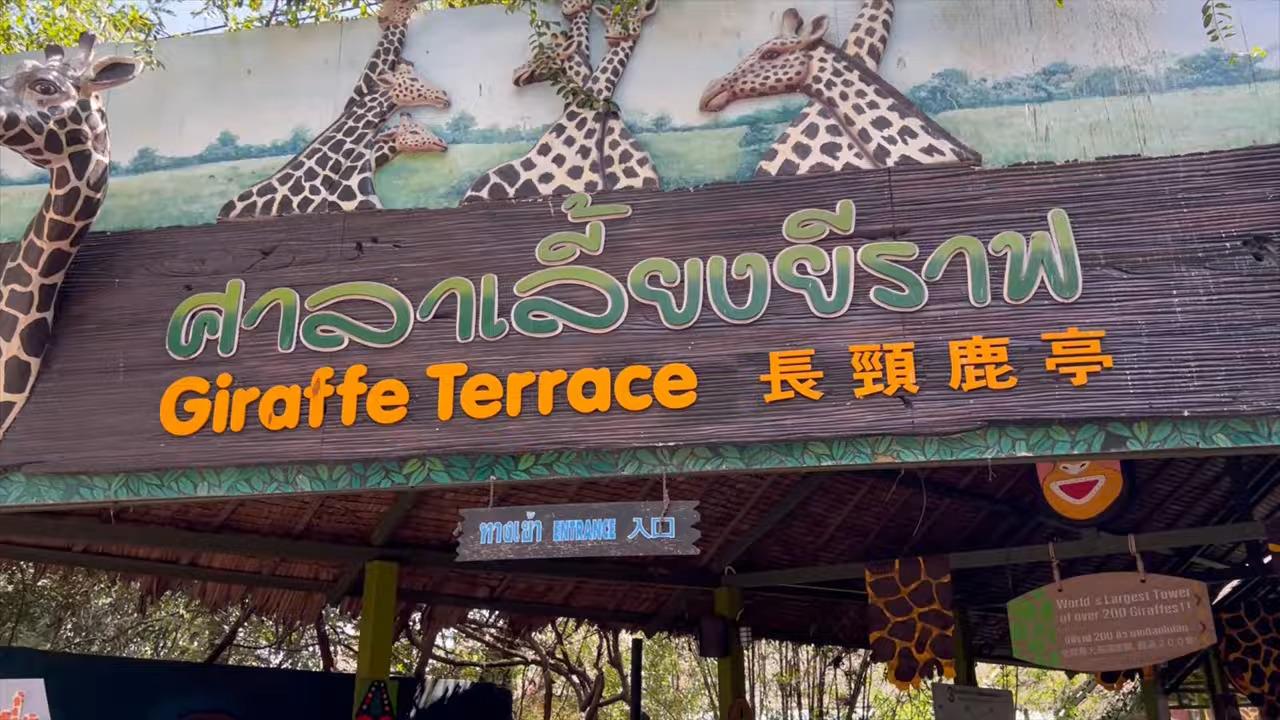 ศาลาเลี้ยงยีราฟ
Giraffe Terrace 長頸鹿亭
ทางเข้า ENTRANCE 入口
World's Largest Tower
of over 200 Giraffes!!